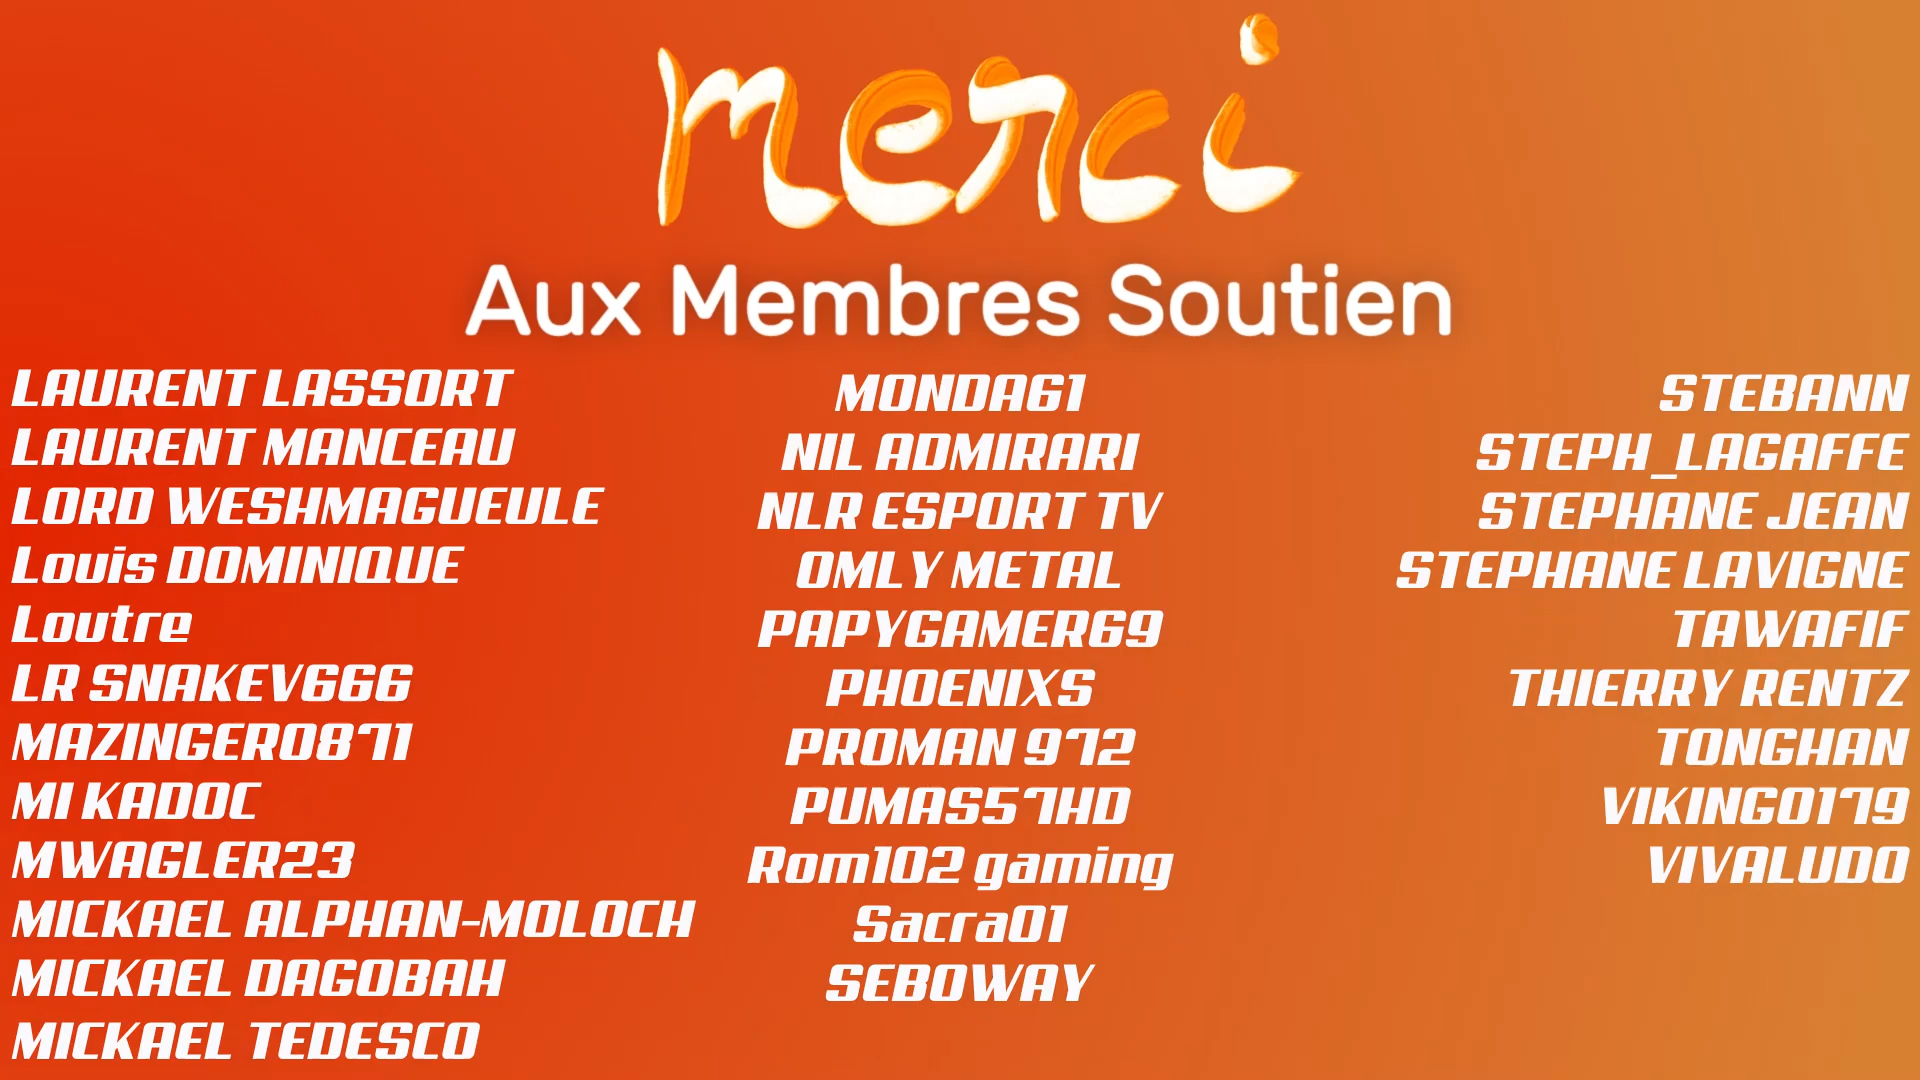 merci
Aux Membres Soutien
LAURENT LASSORT
LAURENT MANCEAU
LORD WESHMAGUEULE
Louis DOMINIQUE
Loutre
LR SNAKEV666
MAZINGER0871
MI KADOC
MWAGLER23
MICKAEL ALPHAN-MOLOCH
MICKAEL DAGOBAH
MICKAEL TEDESCO
MONDA61
NIL ADMIRARI
NLR ESPORT TV
OMLY METAL
PAPYGAMER69
PHOENIXS
PROMAN 972
PUMAS57HD
Rom102 gaming
Sacra01
SEBOWAY
STEBANN
STEPH_LAGAFFE
STEPHANE JEAN
STEPHANE LAVIGNE
TAWAFIF
THIERRY RENTZ
TONGHAN
VIKING0179
VIVALUDO